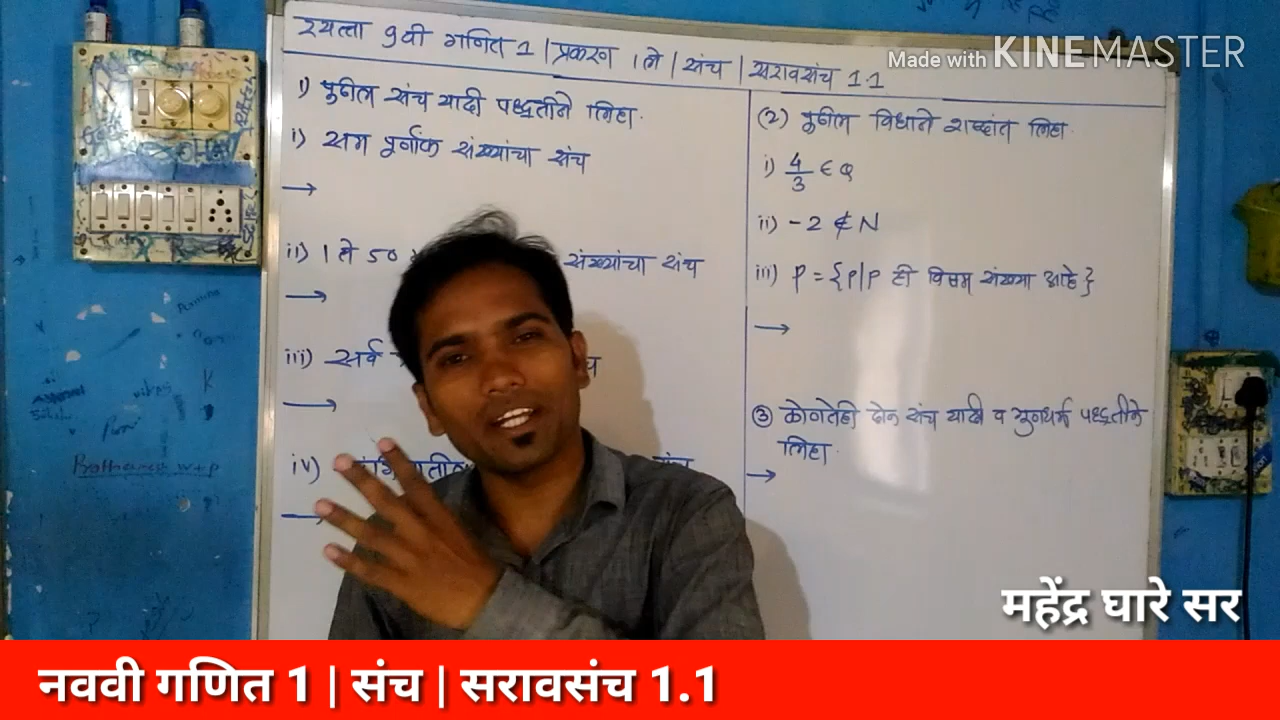 Made with KINEMASTER
इयत्ता 9वी गणित 1 | प्रकरण 1ले | संच | सरावसंच 1.1
1) पुढील संच यादी पद्धतीने लिहा.
i) सम पूर्णांक संख्यांचा संच
→
ii) 1 ते 50 संख्यांचा संच
→
iii) सर्व च
→
iv) संच
→
(2) पुढील विधाने शब्दांत लिहा.
i) 4/3 ∈ Q
ii) -2 ∉ N
iii) P = {p|p ही विषम संख्या आहे}
→
③ कोणतेही दोन संच यादी व गुणधर्म पद्धतीने
लिहा.
→
महेंद्र घारे सर
नववी गणित 1 | संच | सरावसंच 1.1